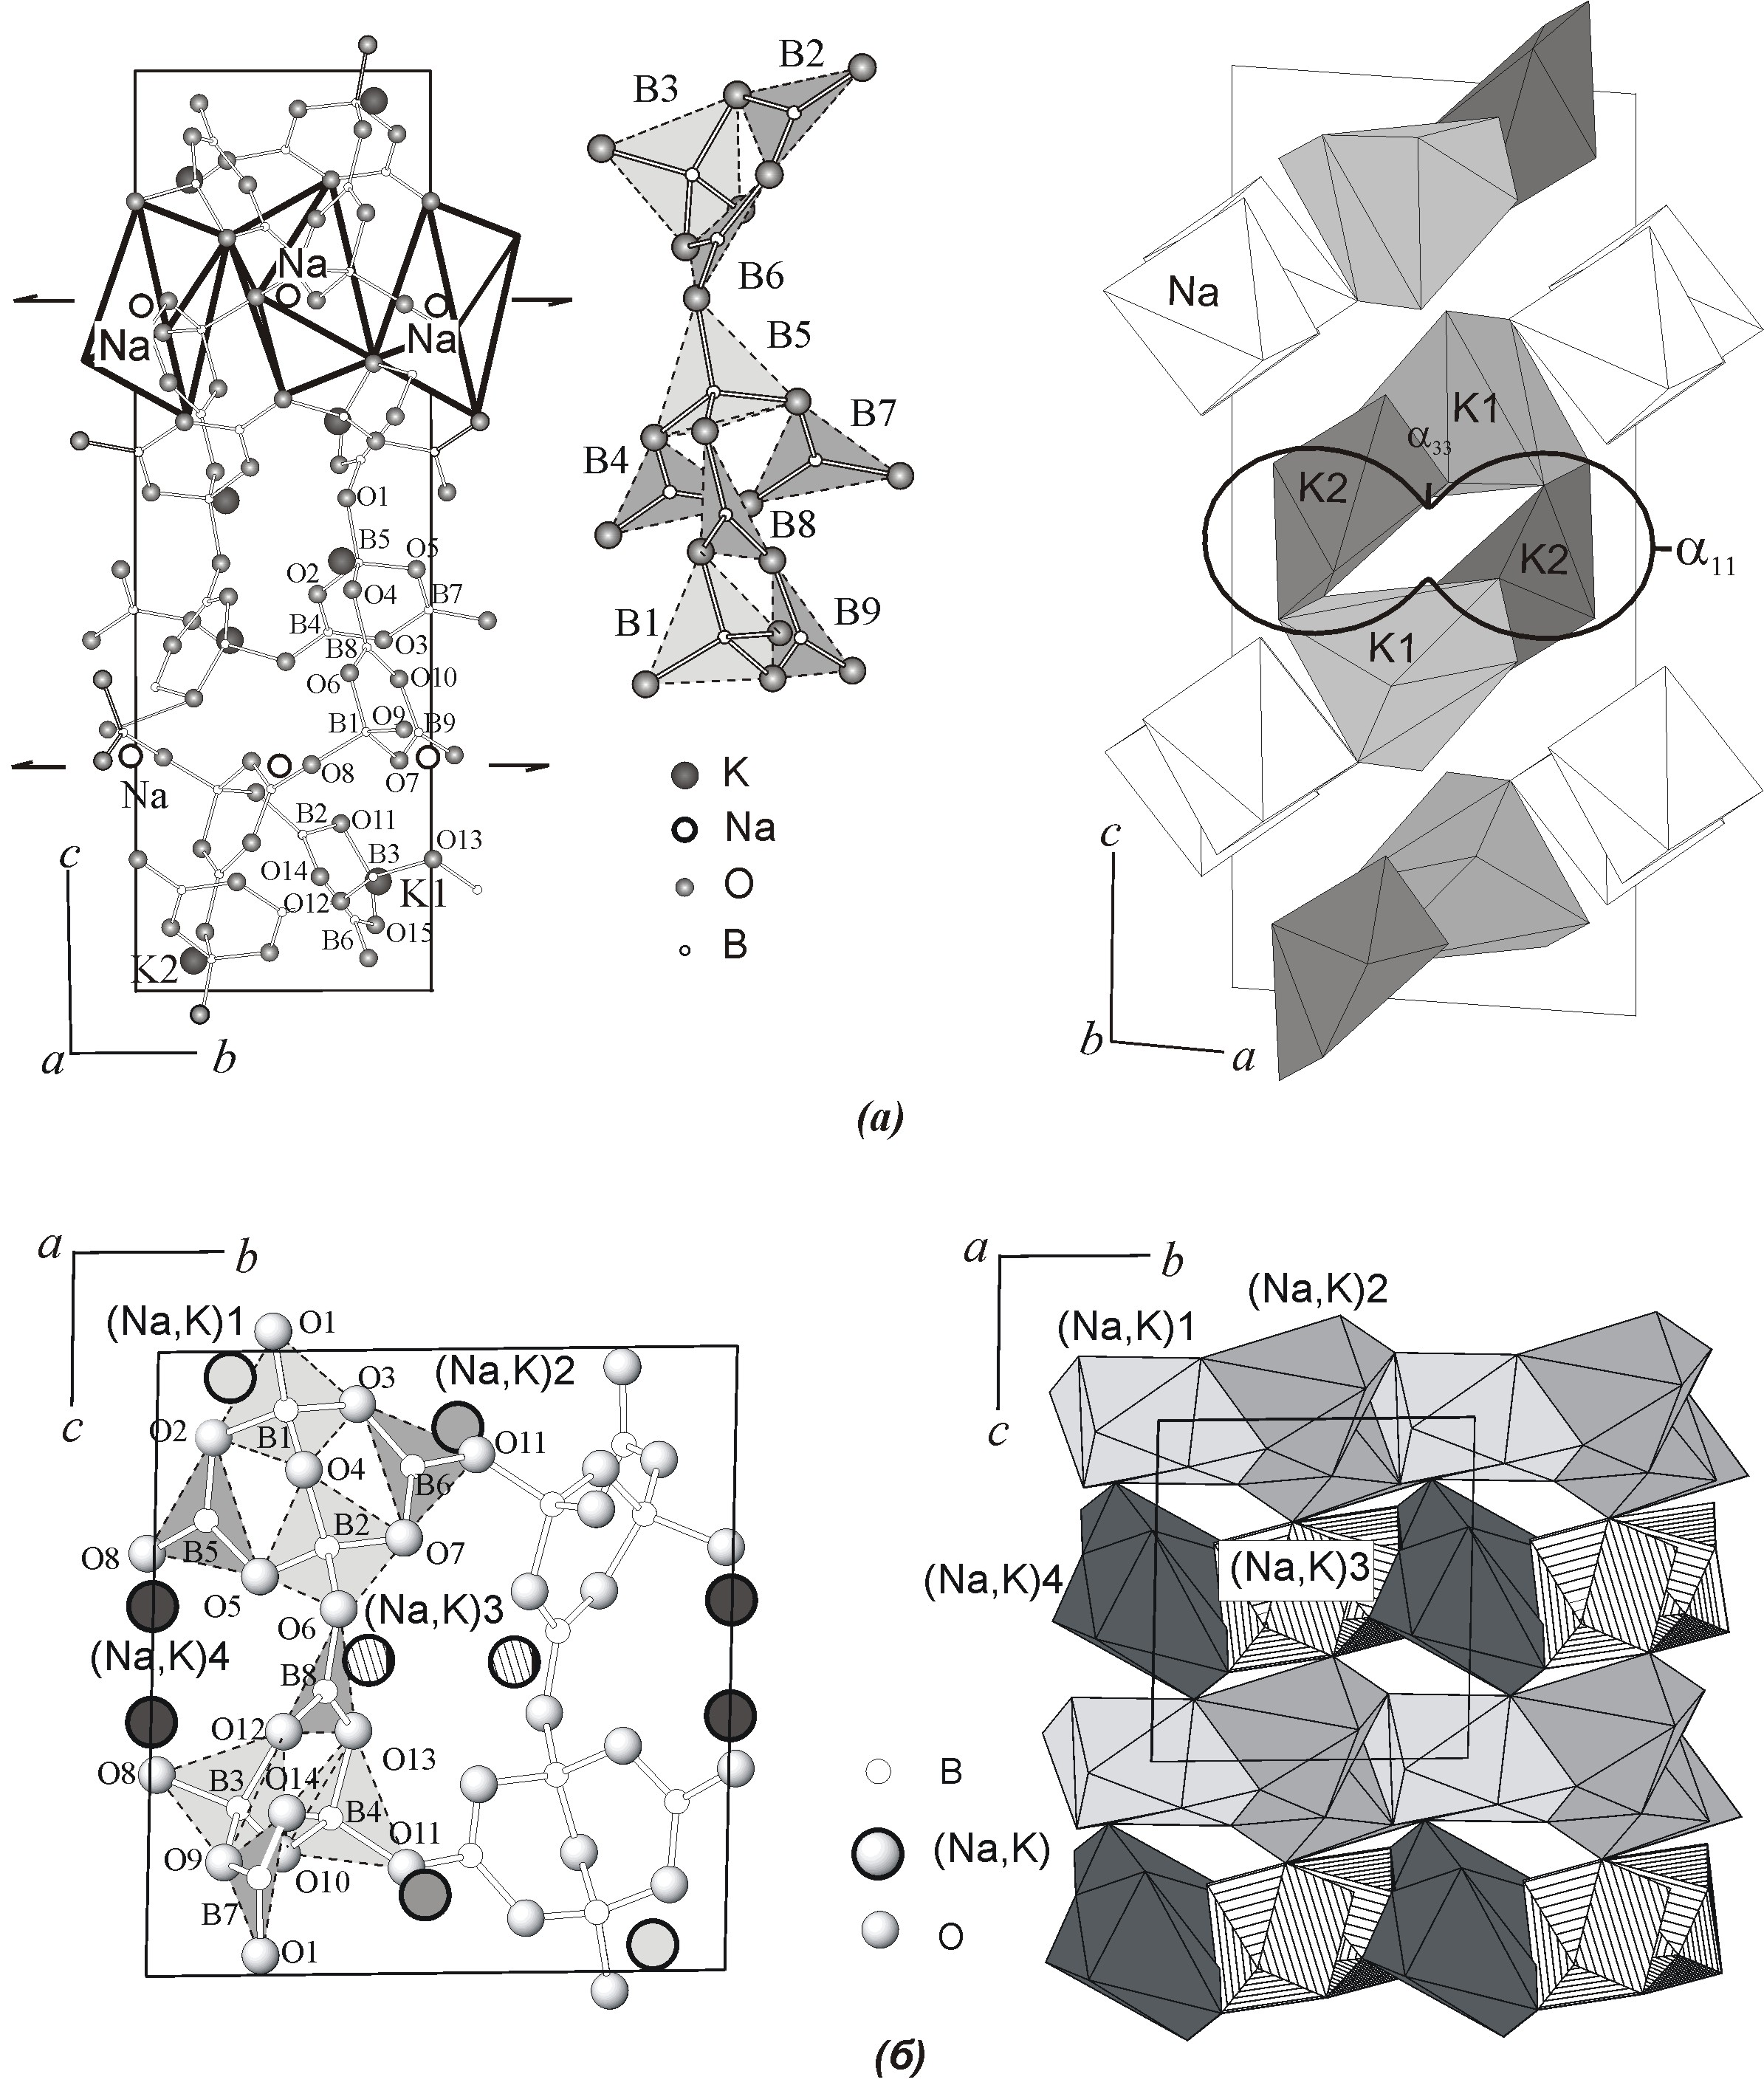 B2
B3
B6
B5
B7
B4
B8
B1
B9
Na
Na
Na
O1
B5
O5
O2
O4
B7
B4
B8
O3
O6
O10
B1
O9
B9
O8
O7
Na
B2
O11
B3
O13
O14
K1
O12
B6
O15
K2
c
a
b
K
Na
O
B
Na
K1
α33
K2
K2
α11
K1
c
b
a
(а)
a
b
c
(Na,K)1
O1
O3
(Na,K)2
O2
B1
O11
O4
B6
B2
O8
B5
O7
O5
(Na,K)3
O6
(Na,K)4
B8
O12
O13
O8
B3
O14
B4
O11
O9
O10
B7
O1
a
b
c
(Na,K)2
(Na,K)1
(Na,K)3
(Na,K)4
B
(Na,K)
O
(б)